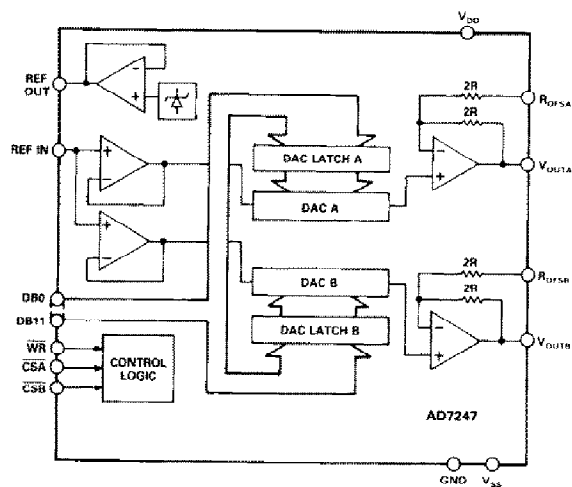 VDD
REF
OUT
2R
ROFSA
2R
REF IN
DAC LATCH A
VOUTA
DAC A
DAC B
2R
ROFSB
2R
DB0
DB11
DAC LATCH B
WR
CONTROL
LOGIC
VOUTB
CSA
CSB
AD7247
GND
VSS